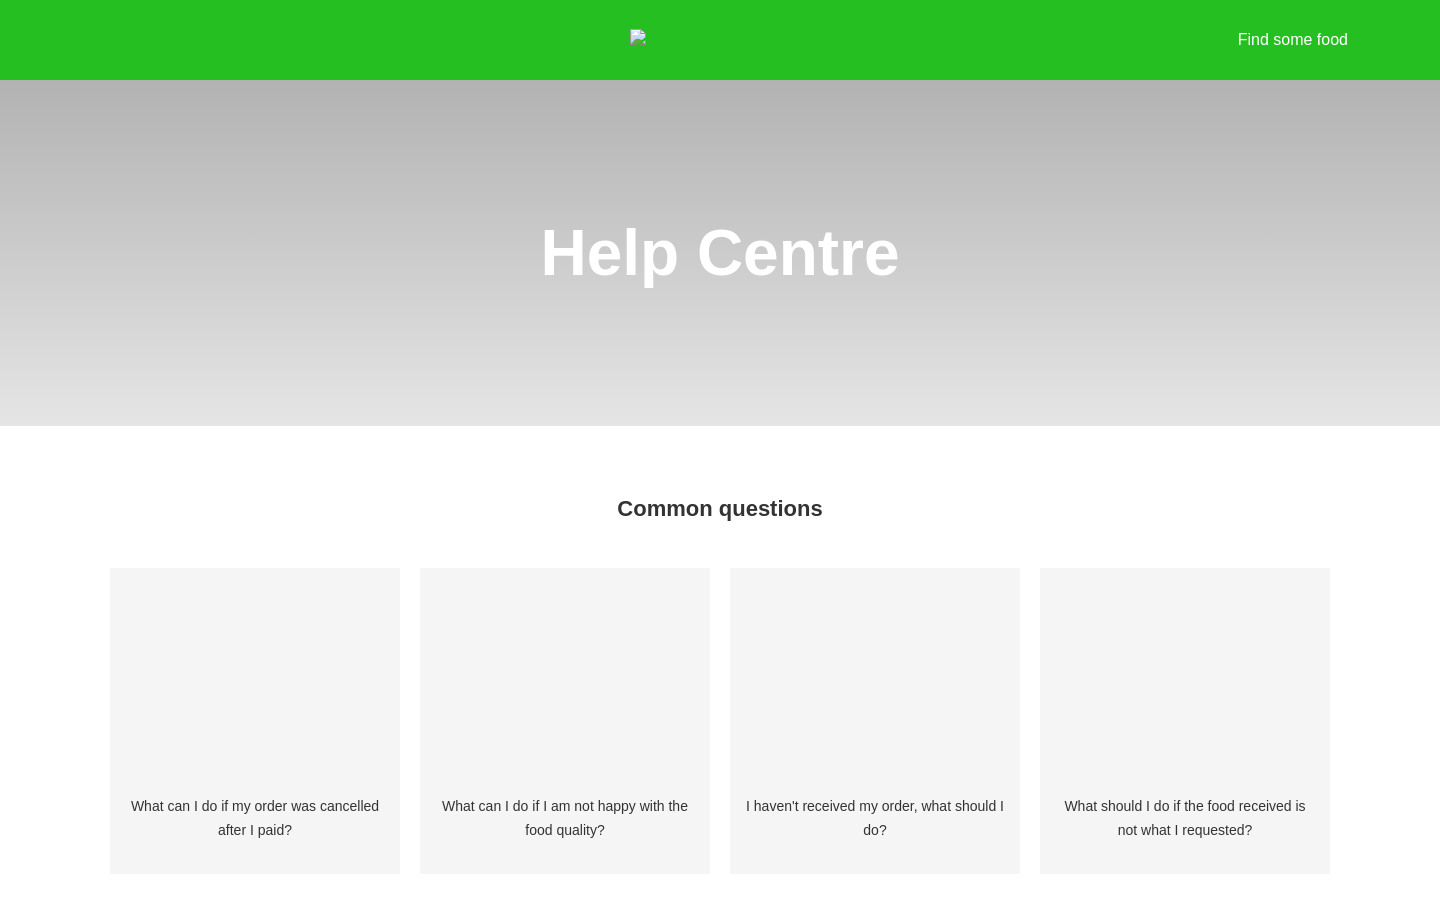 Find some food
Help Centre
Common questions
What can I do if my order was cancelled
after I paid?
What can I do if I am not happy with the
food quality?
I haven't received my order, what should I
do?
What should I do if the food received is
not what I requested?